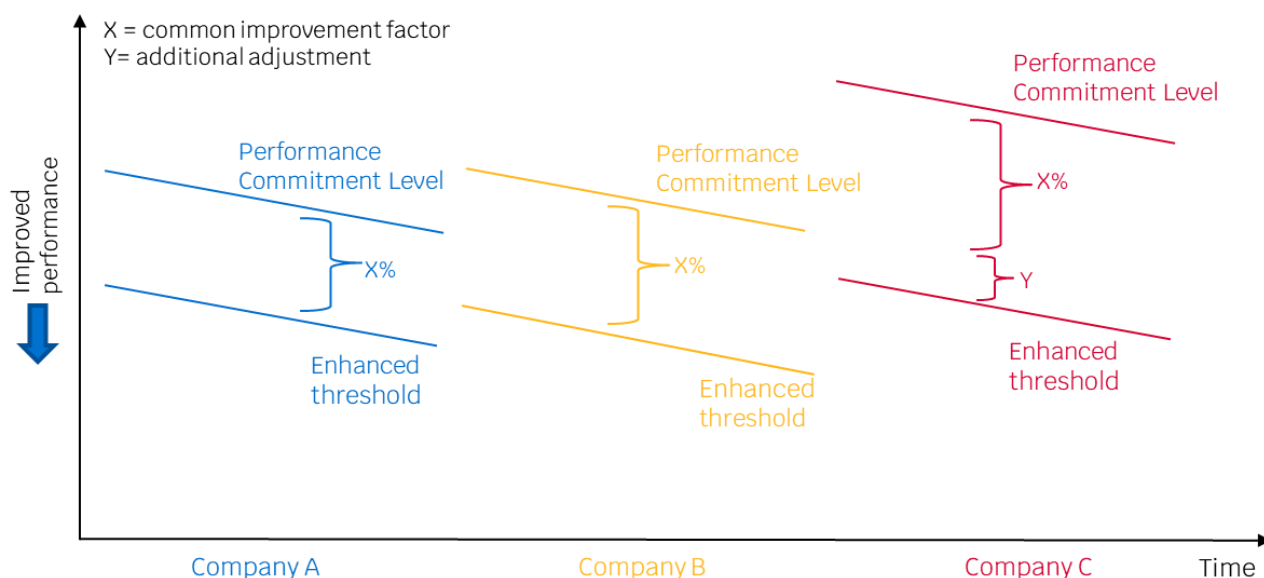 X = common improvement factor
Y= additional adjustment
Improved
performance
Performance
Commitment Level
X%
Enhanced
threshold
Performance
Commitment Level
X%
Enhanced
threshold
Performance
Commitment Level
X%
Y
Enhanced
threshold
Company A
Company B
Company C
Time